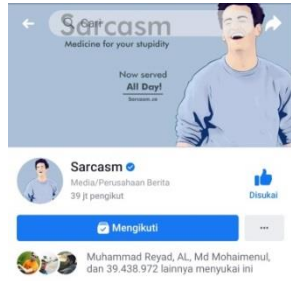 Cari
Sarcasm
Medicine for your stupidity
Now served
All Day!
Sarcasm.co
Sarcasm
Media/Perusahaan Berita
39 jt pengikut
Disukai
Mengikuti
Muhammad Reyad, AL, Md Mohaimenul,
dan 39.438.972 lainnya menyukai ini